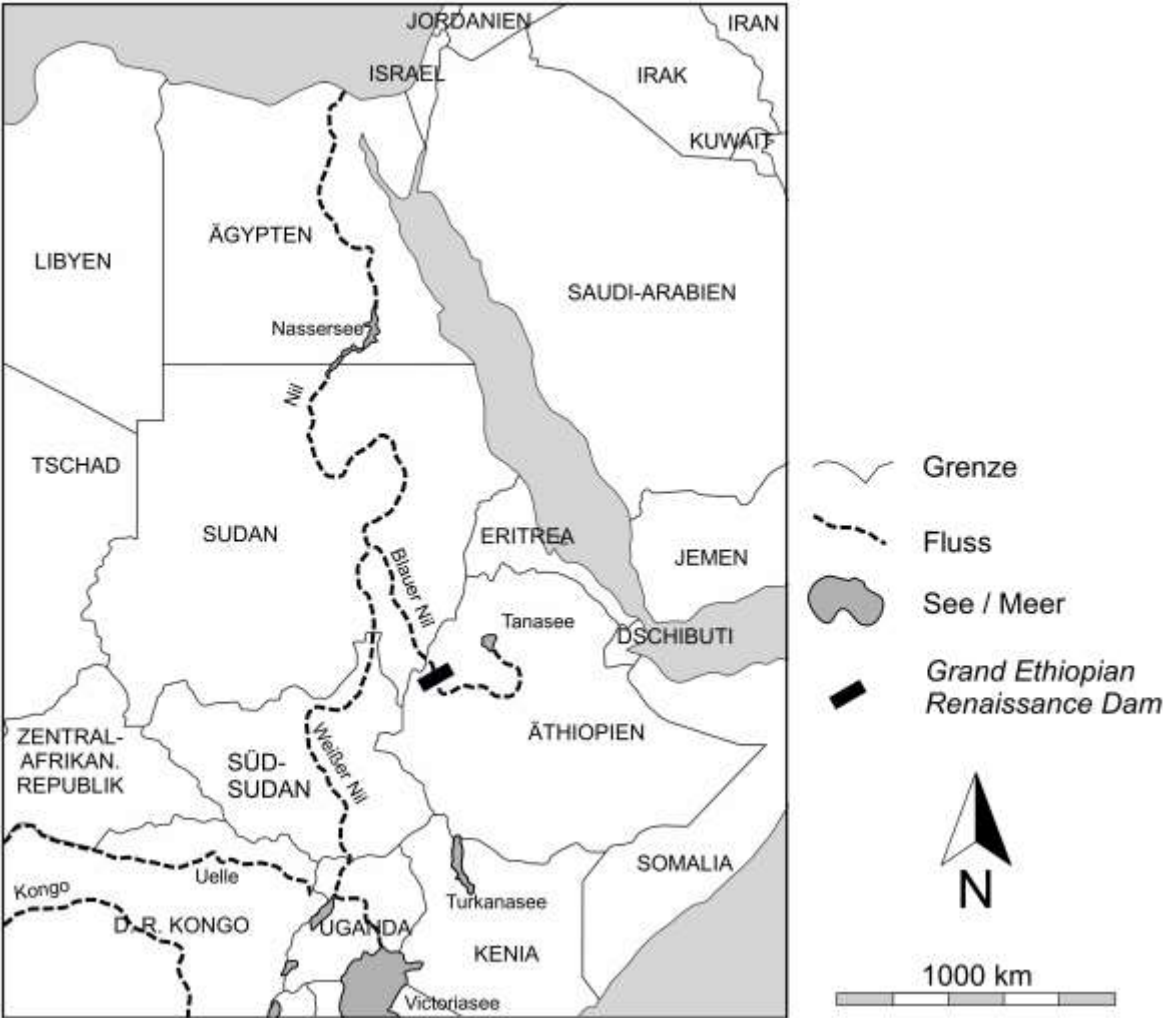 JORDANIEN
IRAN
ISRAEL
IRAK
KUWAIT
ÄGYPTEN
LIBYEN
SAUDI-ARABIEN
Nassersee
Nil
TSCHAD
SUDAN
ERITREA
JEMEN
Blauer Nil
Tanasee
DSCHIBUTI
ZENTRAL-
AFRIKAN.
REPUBLIK
SÜD-
SUDAN
Weißer Nil
ÄTHIOPIEN
SOMALIA
Uelle
Kongo
D. R. KONGO
UGANDA
Turkanasee
KENIA
Victoriasee
Grenze
Fluss
See / Meer
Grand Ethiopian
Renaissance Dam
N
1000 km